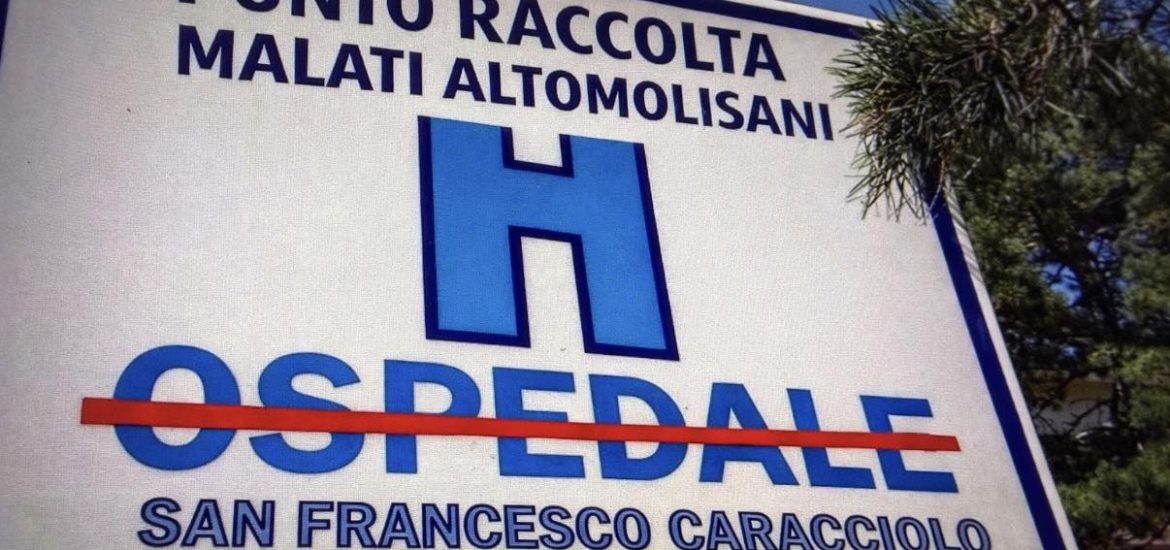 PUNTO RACCOLTA
MALATI ALTOMOLISANI
H
OSPEDALE
SAN FRANCESCO CARACCIOLO